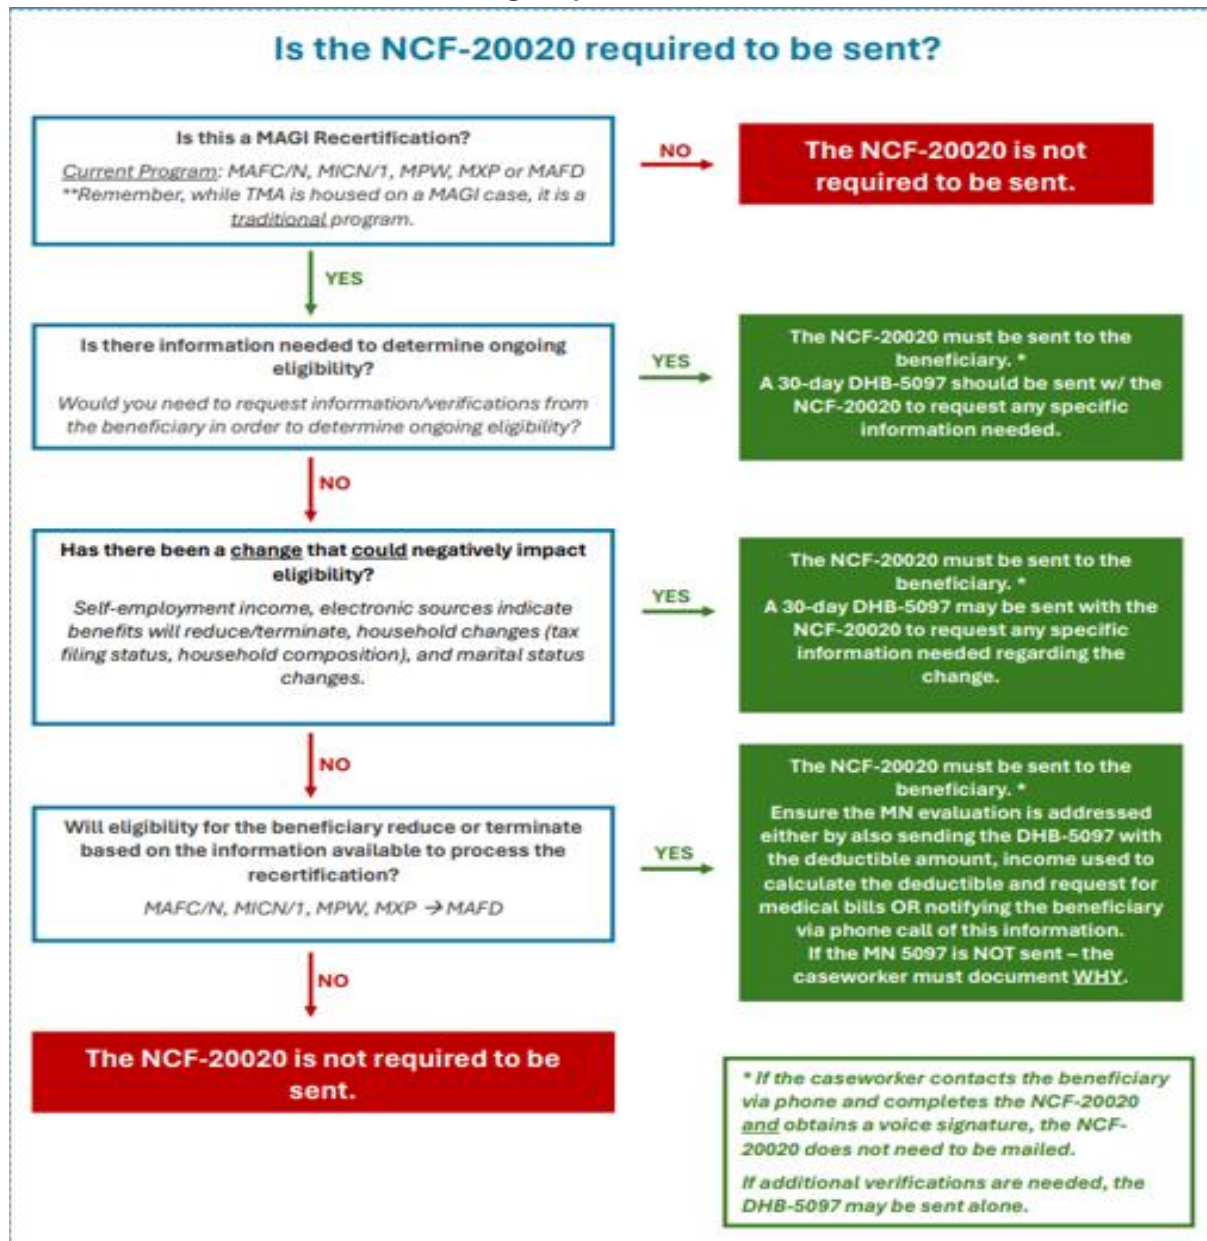 Is the NCF-20020 required to be sent?
Is this a MAGI Recertification?
Current Program: MAFC/N, MICN/1, MPW, MXP or MAFD
**Remember, while TMA is housed on a MAGI case, it is a
traditional program.
NO
The NCF-20020 is not
required to be sent.
YES
Is there information needed to determine ongoing
eligibility?
Would you need to request information/verifications from
the beneficiary in order to determine ongoing eligibility?
YES
The NCF-20020 must be sent to the
beneficiary. *
A 30-day DHB-5097 should be sent w/ the
NCF-20020 to request any specific
information needed.
NO
Has there been a change that could negatively impact
eligibility?
Self-employment income, electronic sources indicate
benefits will reduce/terminate, household changes (tax
filing status, household composition), and marital status
changes.
YES
The NCF-20020 must be sent to the
beneficiary. *
A 30-day DHB-5097 may be sent with the
NCF-20020 to request any specific
information needed regarding the
change.
NO
Will eligibility for the beneficiary reduce or terminate
based on the information available to process the
recertification?
MAFC/N, MICN/1, MPW, MXP → MAFD
YES
The NCF-20020 must be sent to the
beneficiary. *
Ensure the MN evaluation is addressed
either by also sending the DHB-5097 with
the deductible amount, income used to
calculate the deductible and request for
medical bills OR notifying the beneficiary
via phone call of this information.
If the MN 5097 is NOT sent – the
caseworker must document WHY.
NO
The NCF-20020 is not required to be
sent.
* If the caseworker contacts the beneficiary
via phone and completes the NCF-20020
and obtains a voice signature, the NCF-
20020 does not need to be mailed.
If additional verifications are needed, the
DHB-5097 may be sent alone.